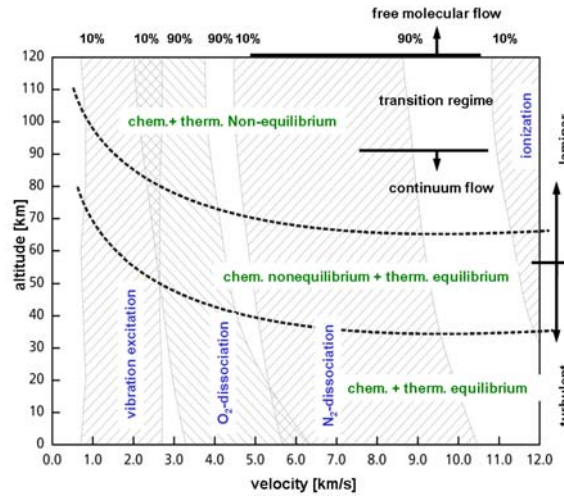 free molecular flow
10% 10% 90% 90% 10% 90% 10%
120
110
100
90
80
70
60
50
40
30
20
10
0.0
altitude [km]
chem.+ therm. Non-equilibrium
transition regime
continuum flow
ionization
laminar
chem. nonequilibrium + therm. equilibrium
vibration excitation
O₂-dissociation
N₂-dissociation
chem. + therm. equilibrium
turbulent
0.0 1.0 2.0 3.0 4.0 5.0 6.0 7.0 8.0 9.0 10.0 11.0 12.0
velocity [km/s]